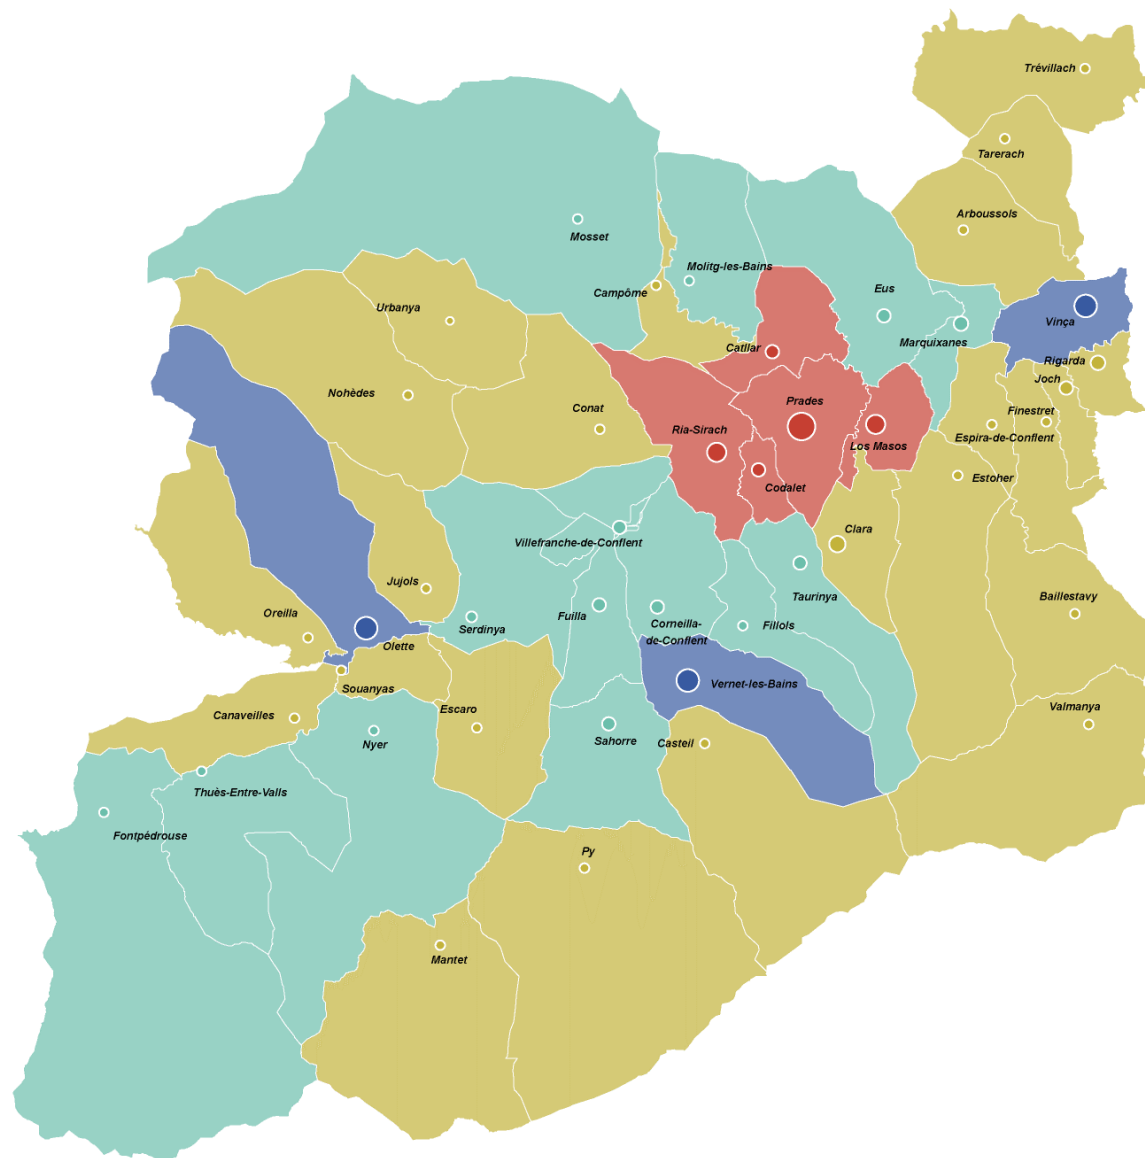 Trévillach
Tarerach
Arboussols
Mosset
Molitg-les-Bains
Campôme
Eus
Urbanya
Vinça
Marquixanes
Catllar
Rigarda
Joch
Nohèdes
Prades
Conat
Finestret
Ria-Sirach
Espira-de-Conflent
Los Masos
Estoher
Codalet
Clara
Villefranche-de-Conflent
Jujols
Taurinya
Baillestavy
Oreilla
Fuilla
Serdinya
Corneilla-
de-Conflent
Fillols
Olette
Vernet-les-Bains
Souanyas
Valmanya
Escaro
Canaveilles
Sahorre
Casteil
Nyer
Thuès-Entre-Valls
Fontpédrouse
Py
Mantet